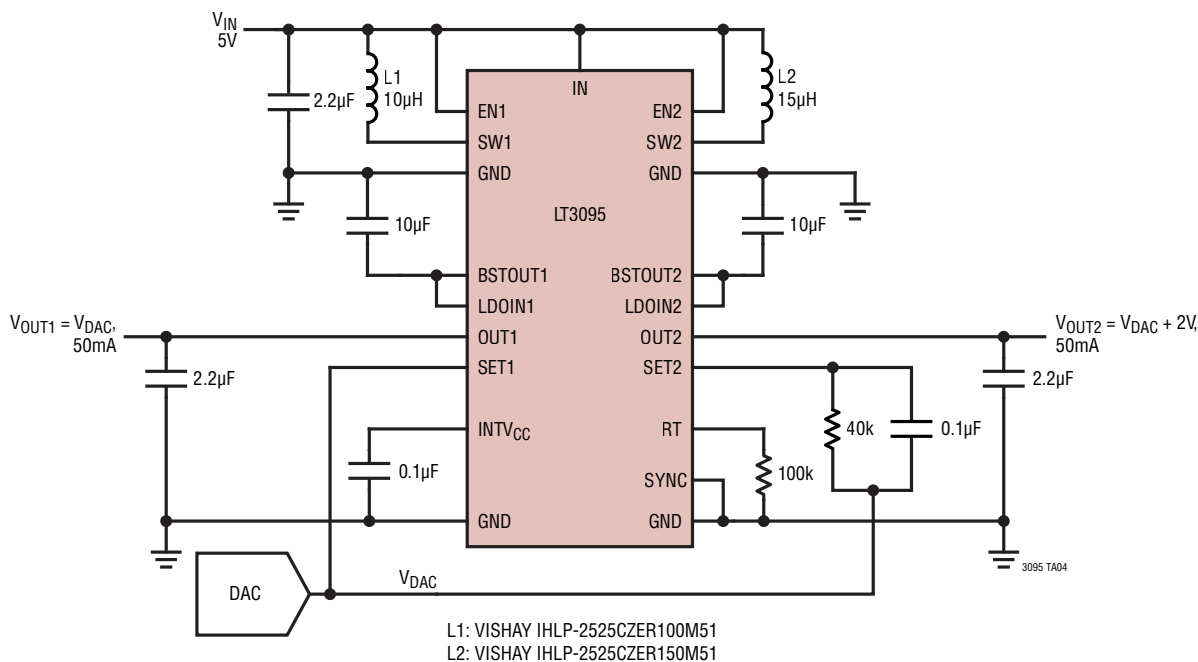 V_IN
5V
L1
10µH
2.2µF
IN
L2
15µH
EN1
EN2
SW1
SW2
GND
GND
LT3095
10µF
10µF
BSTOUT1
BSTOUT2
LDOIN1
LDOIN2
V_OUT1 = V_DAC,
50mA
OUT1
OUT2
V_OUT2 = V_DAC + 2V,
50mA
2.2µF
SET1
SET2
2.2µF
INTV_CC
RT
40k
0.1µF
0.1µF
100k
SYNC
GND
GND
3095 TA04
DAC
V_DAC
L1: VISHAY IHLP-2525CZER100M51
L2: VISHAY IHLP-2525CZER150M51